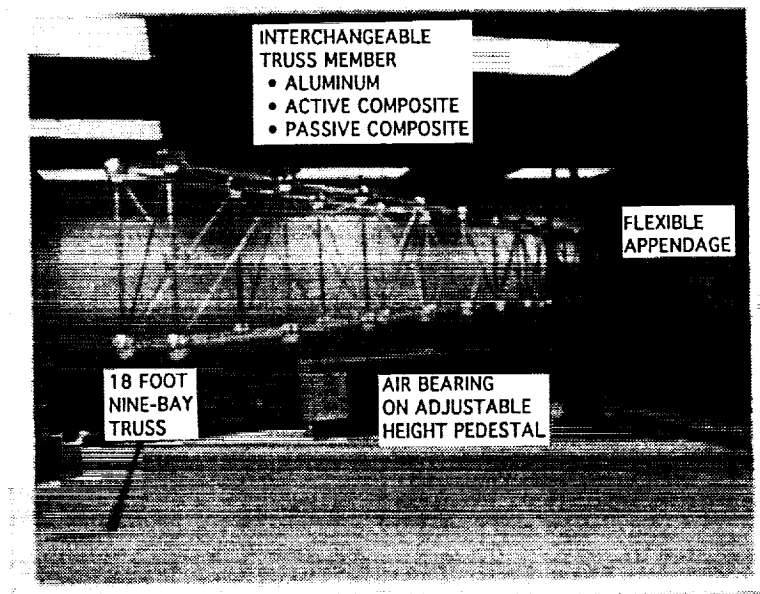 INTERCHANGEABLE
TRUSS MEMBER
• ALUMINUM
• ACTIVE COMPOSITE
• PASSIVE COMPOSITE
FLEXIBLE
APPENDAGE
18 FOOT
NINE-BAY
TRUSS
AIR BEARING
ON ADJUSTABLE
HEIGHT PEDESTAL